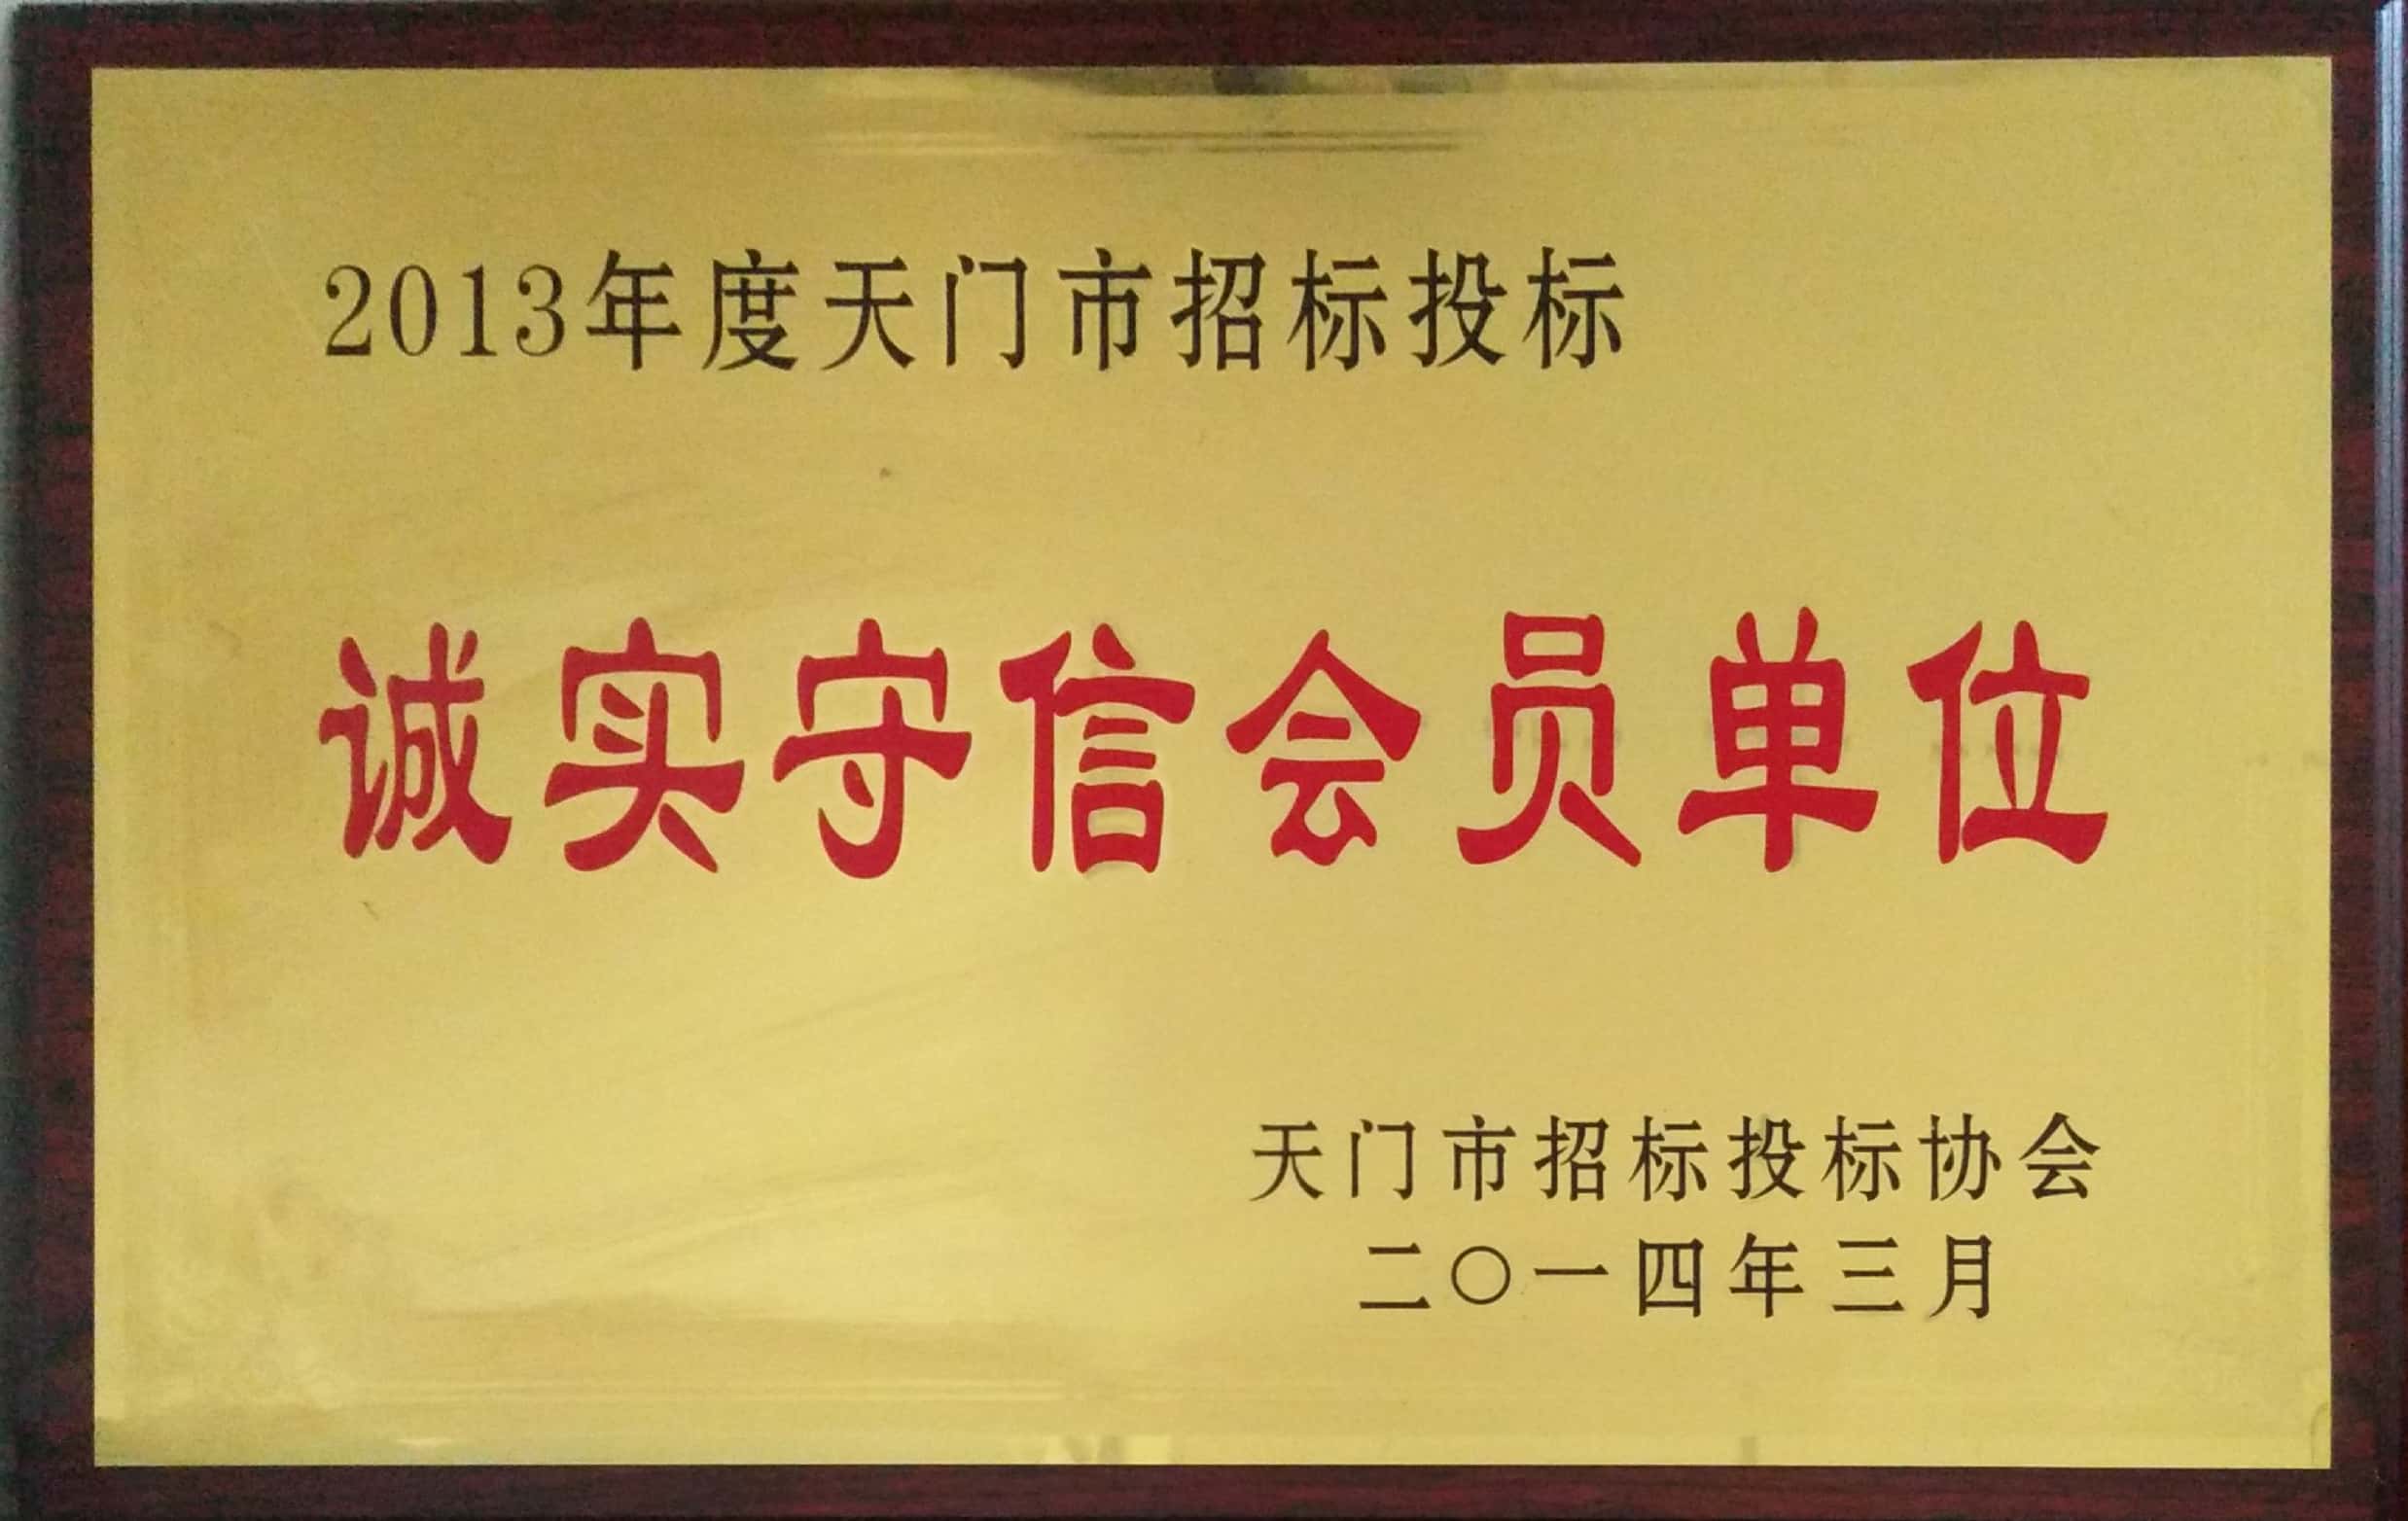 2013年度天门市招标投标
诚实守信会员单位
天门市招标投标协会
二〇一四年三月